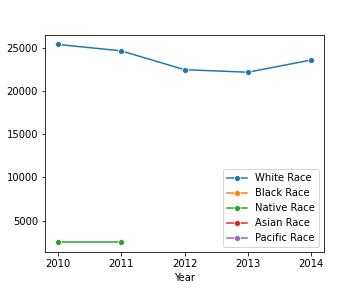 25000
20000
15000
10000
5000
White Race
Black Race
Native Race
Asian Race
Pacific Race
2010 2011 2012 2013 2014
Year